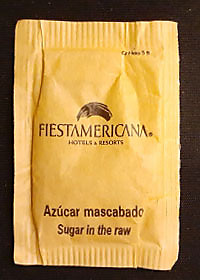 FIESTAMERICANA®
HOTELS & RESORTS
Azúcar mascabado
Sugar in the raw